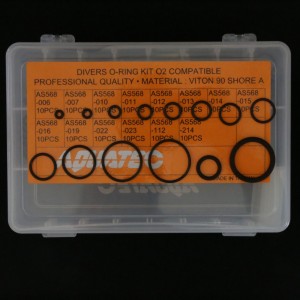 DIVERS O-RING KIT O2 COMPATIBLE
PROFESSIONAL QUALITY • MATERIAL : VITON 90 SHORE A
AS568 AS568 AS568 AS568 AS568 AS568 AS568 AS568
-006 -007 -010 -011 -012 -013 -014 -015
10PCS 10PCS 10PCS 10PCS 10PCS 10PCS 10PCS 10PCS
AS568 AS568 AS568 AS568 AS568 AS568
-016 -019 -022 -023 -112 -214
10PCS 10PCS 10PCS 10PCS 10PCS 10PCS
AQUATEC